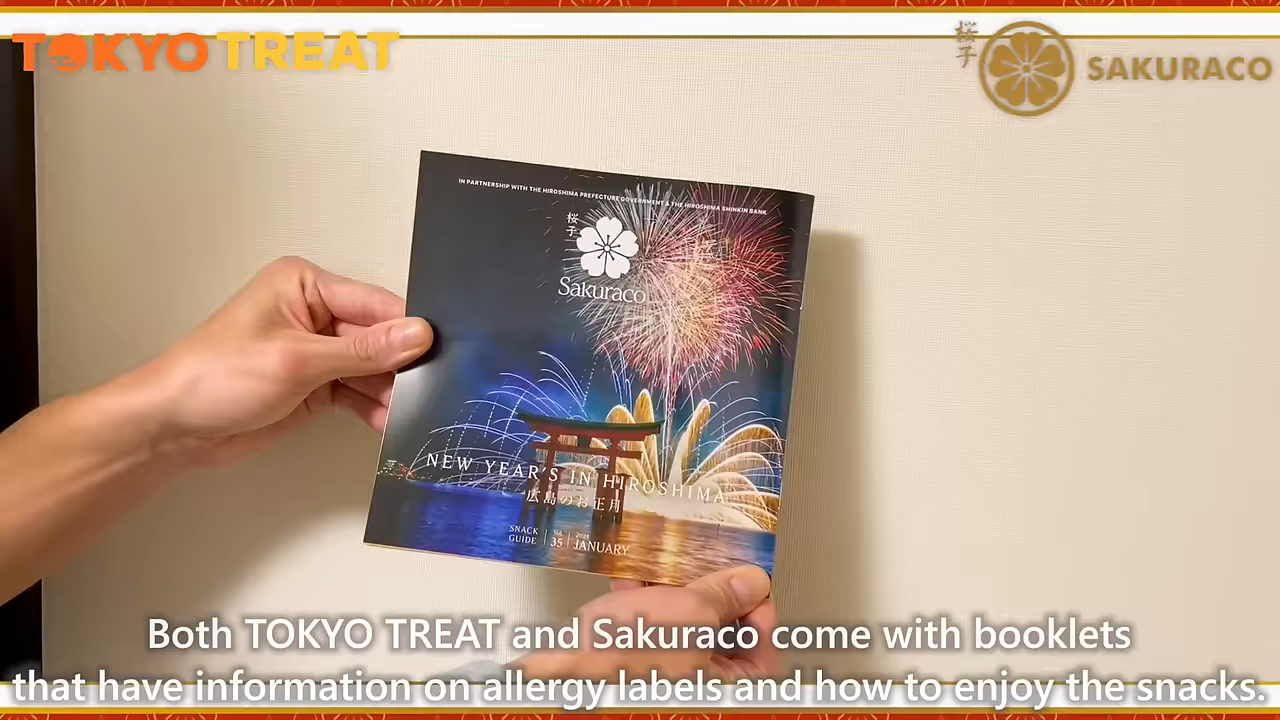 TOKYO TREAT
桜子
SAKURACO
IN PARTNERSHIP WITH THE HIROSHIMA PREFECTURE GOVERNMENT & THE HIROSHIMA SHINKIN BANK
桜子
Sakuraco
NEW YEAR'S IN HIROSHIMA
広島のお正月
SNACK GUIDE
Vol. 35
JANUARY
Both TOKYO TREAT and Sakuraco come with booklets
that have information on allergy labels and how to enjoy the snacks.